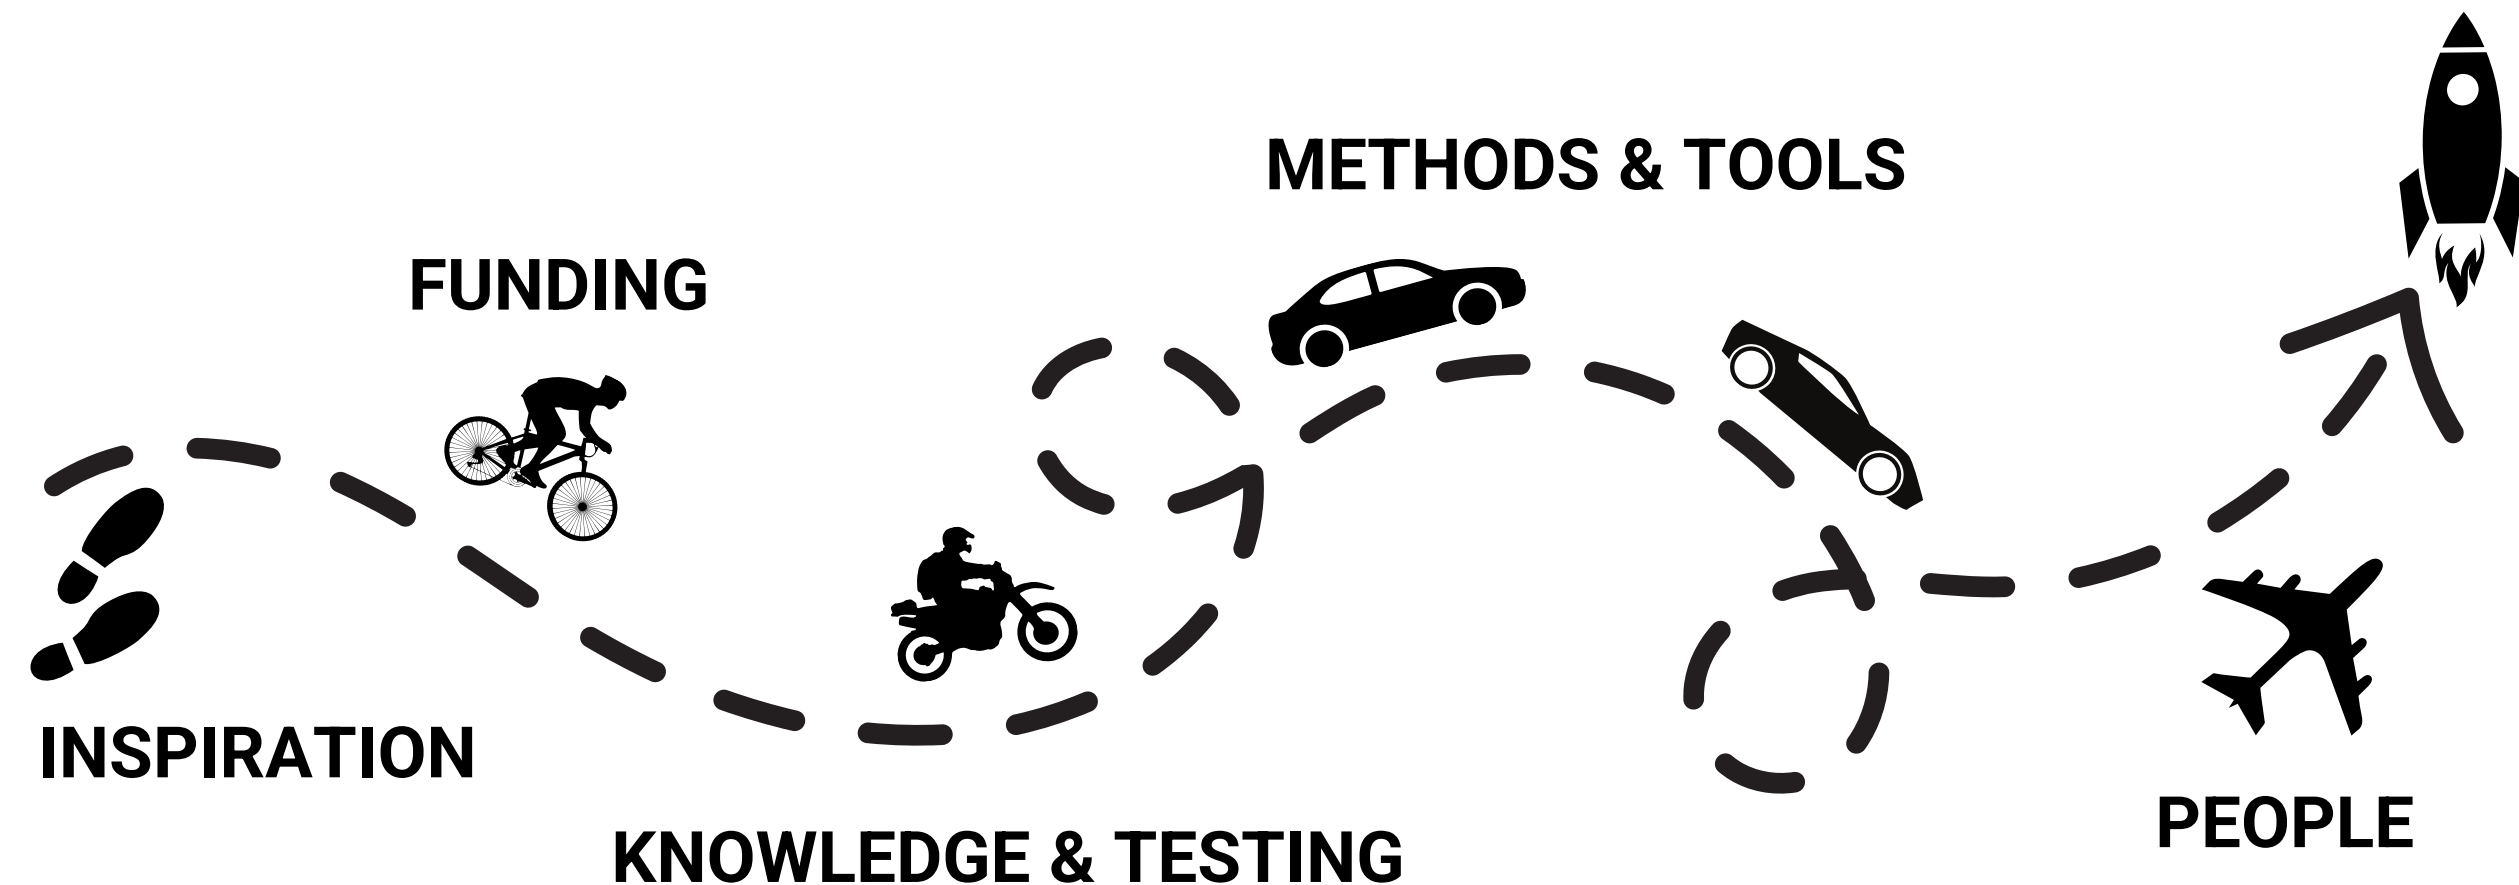 INSPIRATION
FUNDING
KNOWLEDGE & TESTING
METHODS & TOOLS
PEOPLE